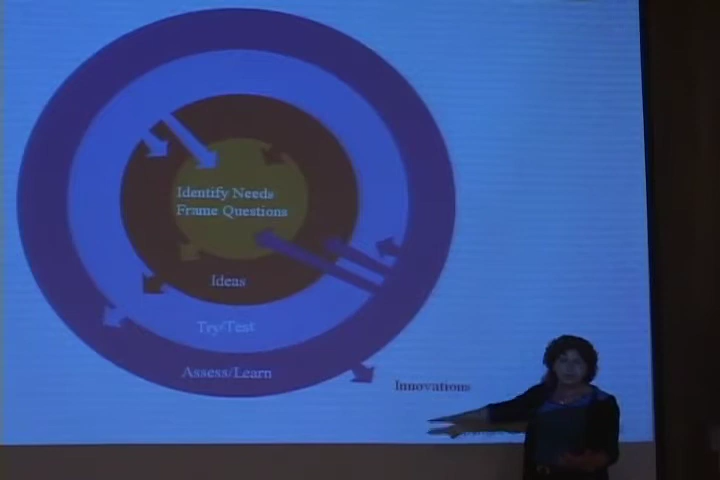 Identify Needs
Frame Questions
Ideas
Try/Test
Assess/Learn
Innovations